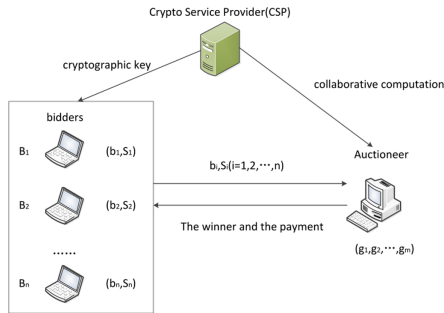 Crypto Service Provider(CSP)
cryptographic key
collaborative computation
bidders
B₁ (b₁,S₁)
B₂ (b₂,S₂)
......
Bₙ (bₙ,Sₙ)
bᵢ,Sᵢ(i=1,2,⋯,n)
The winner and the payment
Auctioneer
(g₁,g₂,⋯,gₘ)